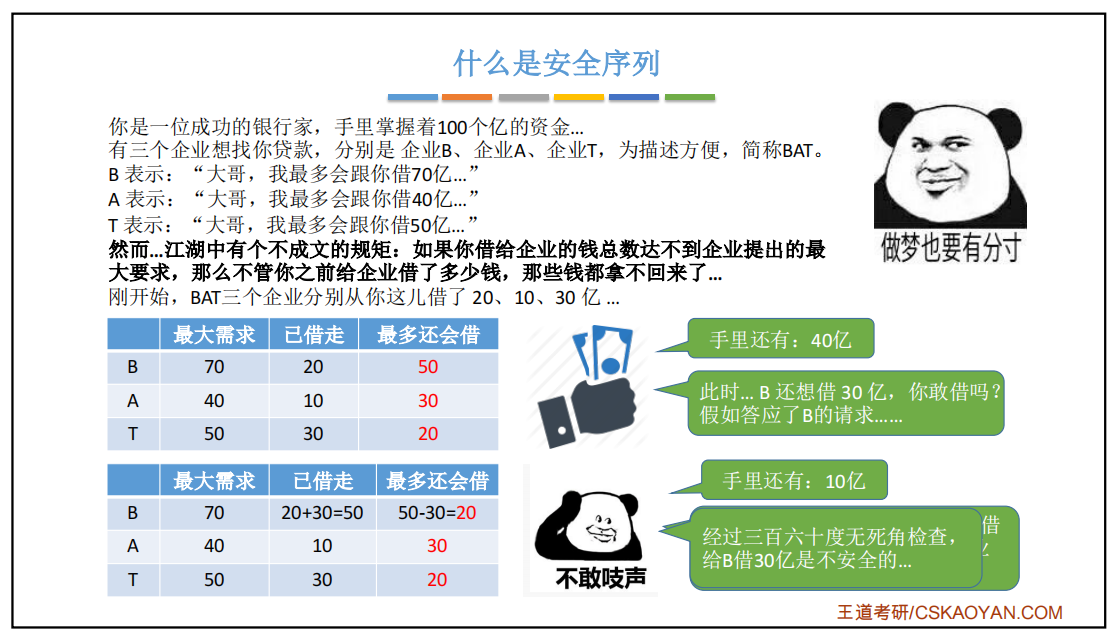 什么是安全序列
你是一位成功的银行家，手里掌握着100个亿的资金…
有三个企业想找你贷款，分别是 企业B、企业A、企业T，为描述方便，简称BAT。
B 表示：“大哥，我最多会跟你借70亿…”
A 表示：“大哥，我最多会跟你借40亿…”
T 表示：“大哥，我最多会跟你借50亿…”
然而…江湖中有个不成文的规矩：如果你借给企业的钱总数达不到企业提出的最
大要求，那么不管你之前给企业借了多少钱，那些钱都拿不回来了…
刚开始，BAT三个企业分别从你这儿借了 20、10、30 亿 …
做梦也要有分寸
最大需求 已借走 最多还会借
B 70 20 50
A 40 10 30
T 50 30 20
手里还有：40亿
此时… B 还想借 30 亿，你敢借吗？
假如答应了B的请求……
最大需求 已借走 最多还会借
B 70 20+30=50 50-30=20
A 40 10 30
T 50 30 20
不敢吱声
手里还有：10亿
借
经过三百六十度无死角检查，
给B借30亿是不安全的…
王道考研/CSKAOYAN.COM